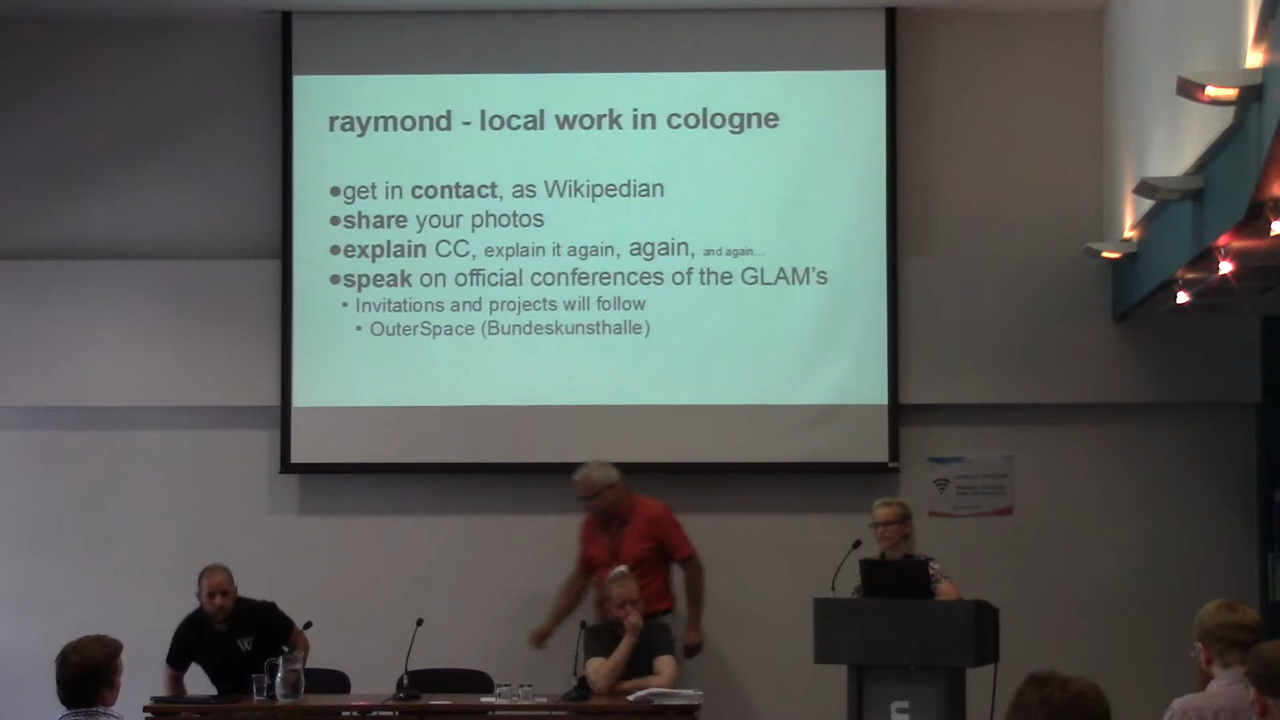 raymond - local work in cologne
●get in contact, as Wikipedian
●share your photos
●explain CC, explain it again, again, and again...
●speak on official conferences of the GLAM's
• Invitations and projects will follow
• OuterSpace (Bundeskunsthalle)
W